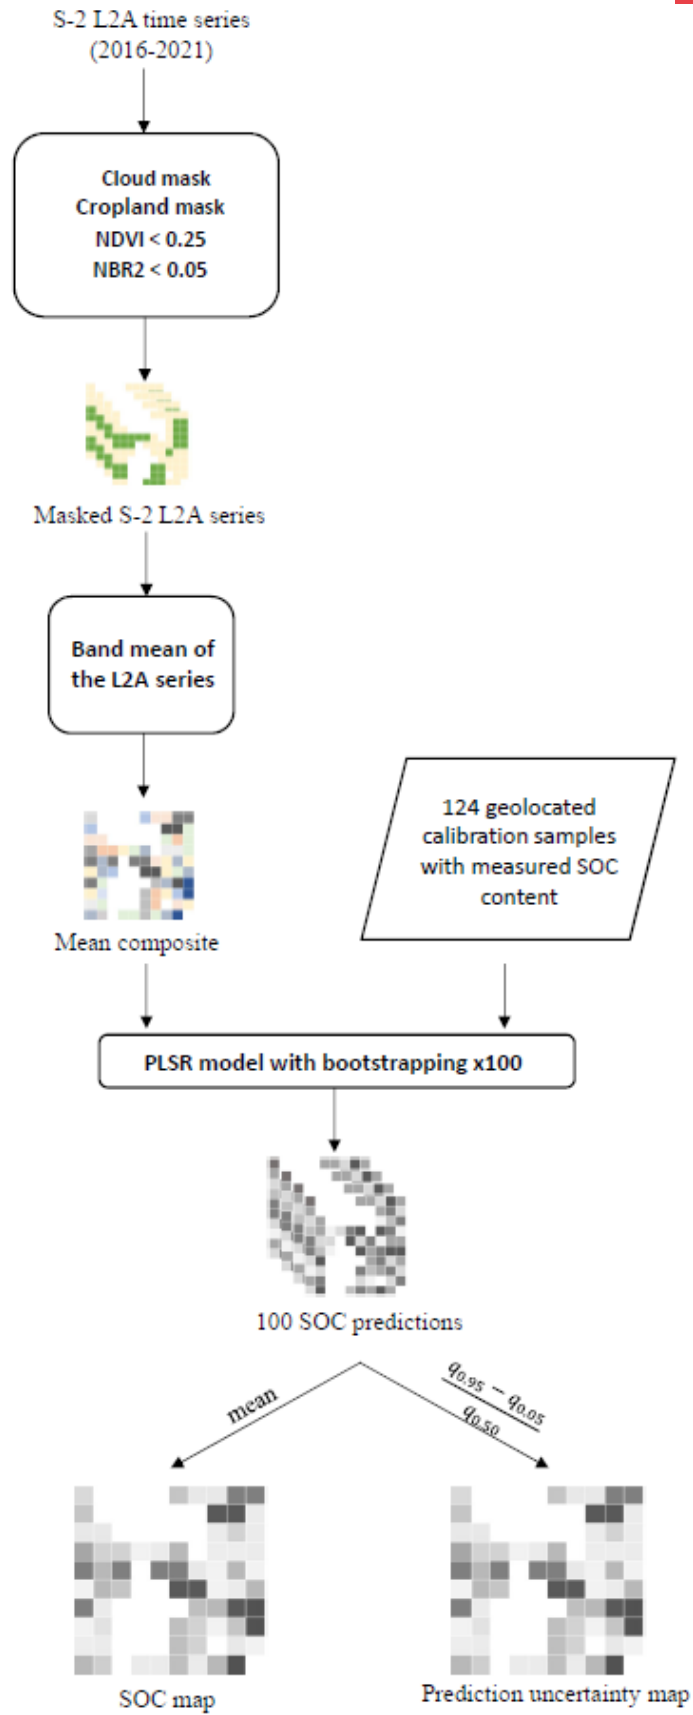 S-2 L2A time series
(2016-2021)
Cloud mask
Cropland mask
NDVI < 0.25
NBR2 < 0.05
Masked S-2 L2A series
Band mean of
the L2A series
124 geolocated
calibration samples
with measured SOC
content
Mean composite
PLSR model with bootstrapping x100
100 SOC predictions
mean
q0.95 − q0.05
q0.50
SOC map
Prediction uncertainty map